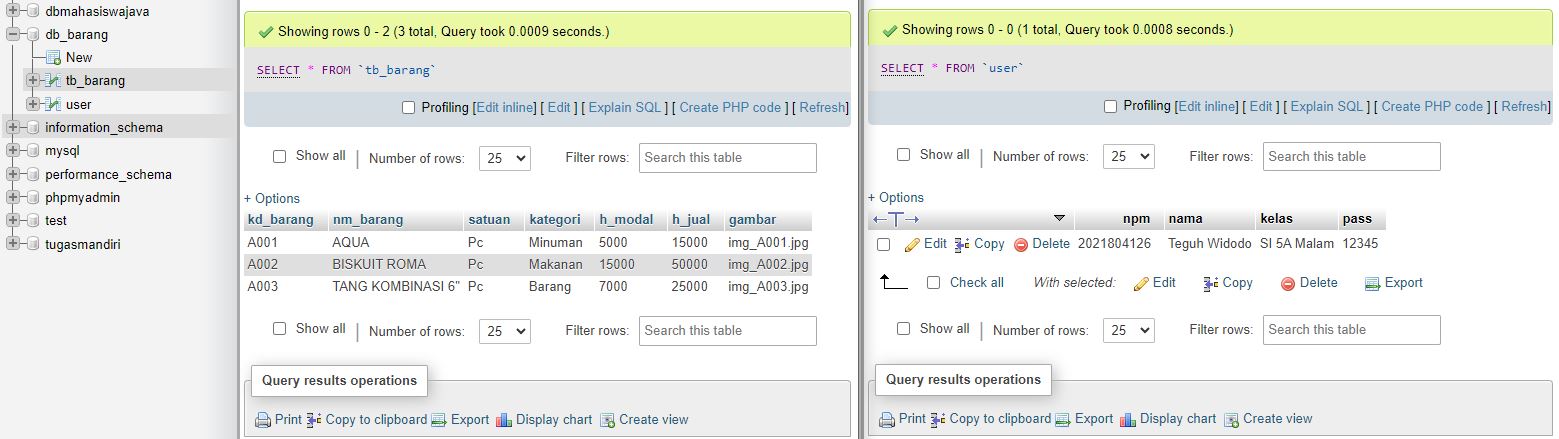 dbmahasiswajava
db_barang
New
tb_barang
user
information_schema
mysql
performance_schema
phpmyadmin
test
tugasmandiri
Showing rows 0 - 2 (3 total, Query took 0.0009 seconds.)
SELECT * FROM `tb_barang`
Profiling [Edit inline] [ Edit ] [ Explain SQL ] [ Create PHP code ] [ Refresh]
Show all | Number of rows: 25 Filter rows: Search this table
+ Options
kd_barang nm_barang satuan kategori h_modal h_jual gambar
A001 AQUA Pc Minuman 5000 15000 img_A001.jpg
A002 BISKUIT ROMA Pc Makanan 15000 50000 img_A002.jpg
A003 TANG KOMBINASI 6" Pc Barang 7000 25000 img_A003.jpg
Show all | Number of rows: 25 Filter rows: Search this table
Query results operations
Print Copy to clipboard Export Display chart Create view
Showing rows 0 - 0 (1 total, Query took 0.0008 seconds.)
SELECT * FROM `user`
Profiling [Edit inline] [ Edit ] [ Explain SQL ] [ Create PHP code ] [ Refresh]
Show all | Number of rows: 25 Filter rows: Search this table
+ Options
←T→ npm nama kelas pass
Edit Copy Delete 2021804126 Teguh Widodo SI 5A Malam 12345
Check all With selected: Edit Copy Delete Export
Show all | Number of rows: 25 Filter rows: Search this table
Query results operations
Print Copy to clipboard Export Display chart Create view